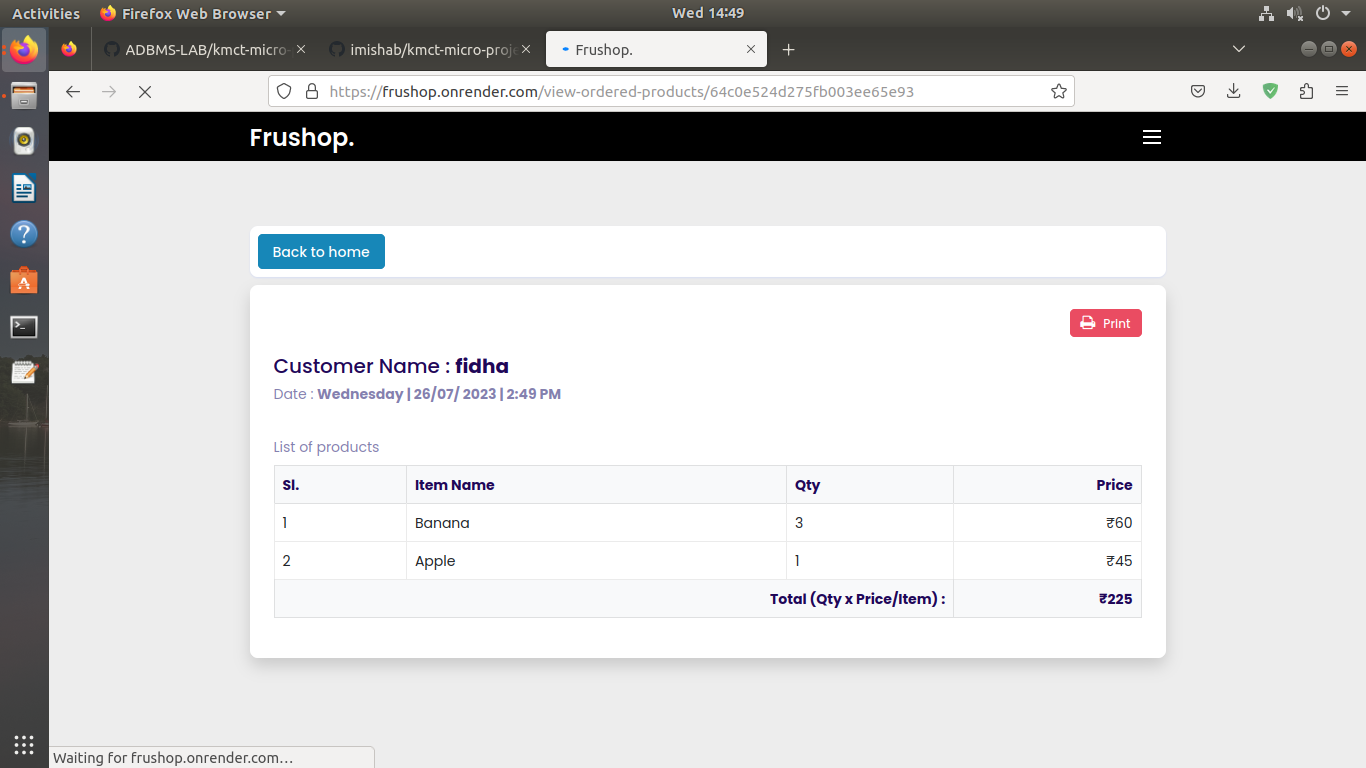 Activities Firefox Web Browser Wed 14:49
ADBMS-LAB/kmct-micro- imishab/kmct-micro-proje Frushop.
https://frushop.onrender.com/view-ordered-products/64c0e524d275fb003ee65e93
Frushop.
Back to home
Print
Customer Name : fidha
Date : Wednesday | 26/07/ 2023 | 2:49 PM
List of products
Sl. Item Name Qty Price
1 Banana 3 ₹60
2 Apple 1 ₹45
Total (Qty x Price/Item) : ₹225
Waiting for frushop.onrender.com…